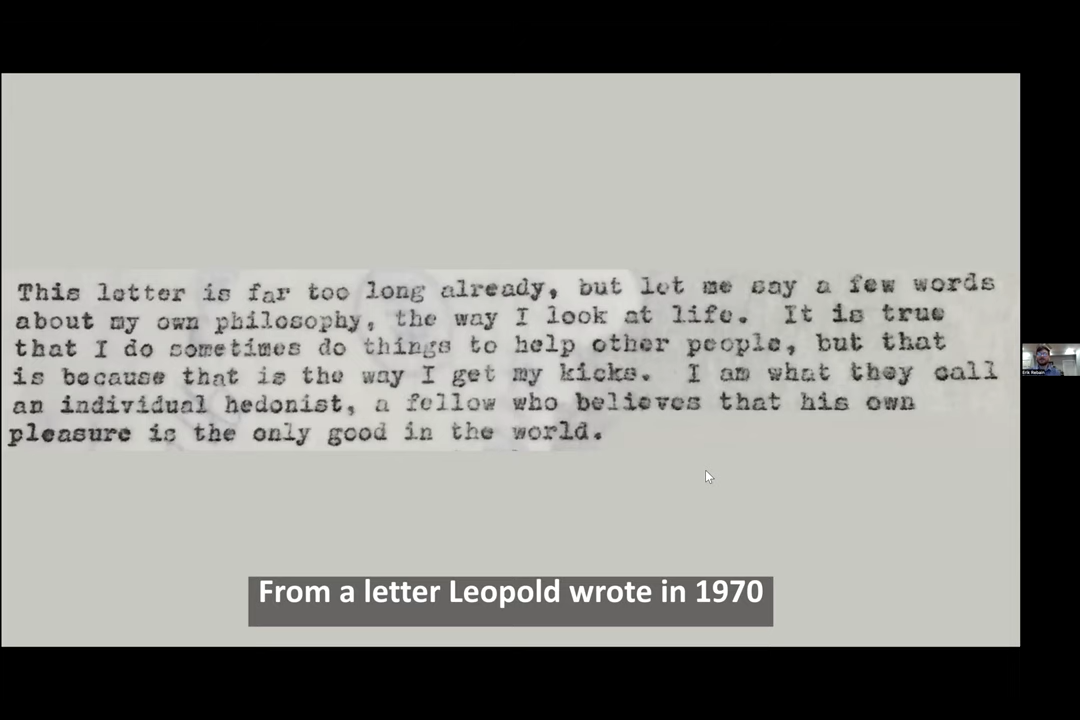 This letter is far too long already, but let me say a few words
about my own philosophy, the way I look at life.  It is true
that I do sometimes do things to help other people, but that
is because that is the way I get my kicks.  I am what they call
an individual hedonist, a fellow who believes that his own
pleasure is the only good in the world.
From a letter Leopold wrote in 1970